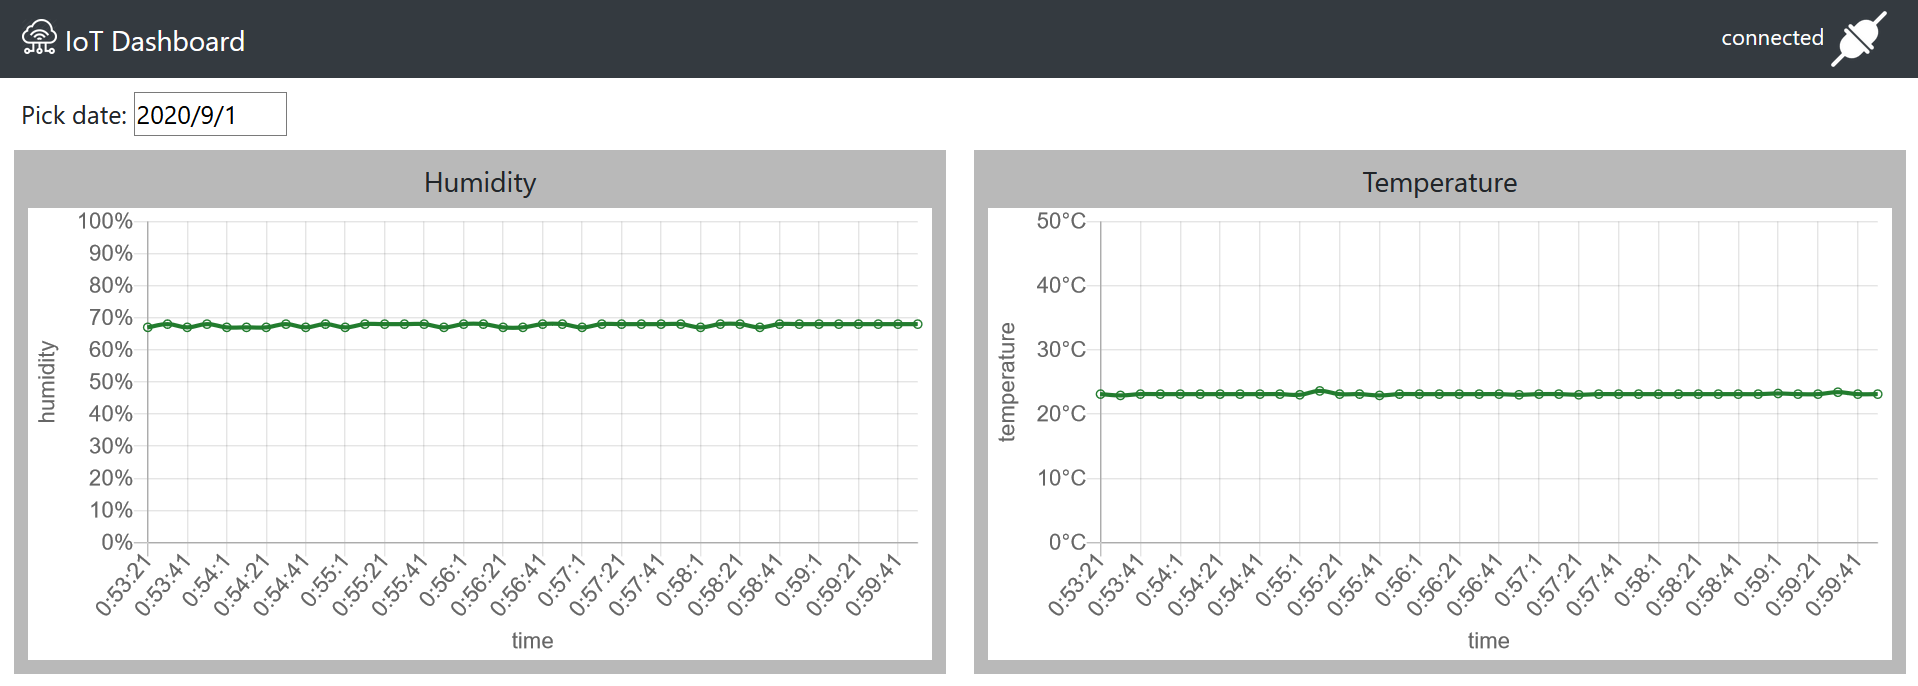 IoT Dashboard
connected
Pick date: 2020/9/1
Humidity
100%
90%
80%
70%
60%
50%
40%
30%
20%
10%
0%
humidity
0:53:21 0:53:41 0:54:1 0:54:21 0:54:41 0:55:1 0:55:21 0:55:41 0:56:1 0:56:21 0:56:41 0:57:1 0:57:21 0:57:41 0:58:1 0:58:21 0:58:41 0:59:1 0:59:21 0:59:41
time
Temperature
50°C
40°C
30°C
20°C
10°C
0°C
temperature
0:53:21 0:53:41 0:54:1 0:54:21 0:54:41 0:55:1 0:55:21 0:55:41 0:56:1 0:56:21 0:56:41 0:57:1 0:57:21 0:57:41 0:58:1 0:58:21 0:58:41 0:59:1 0:59:21 0:59:41
time